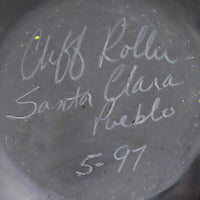 Cliff Roller
Santa Clara
Pueblo
5-97